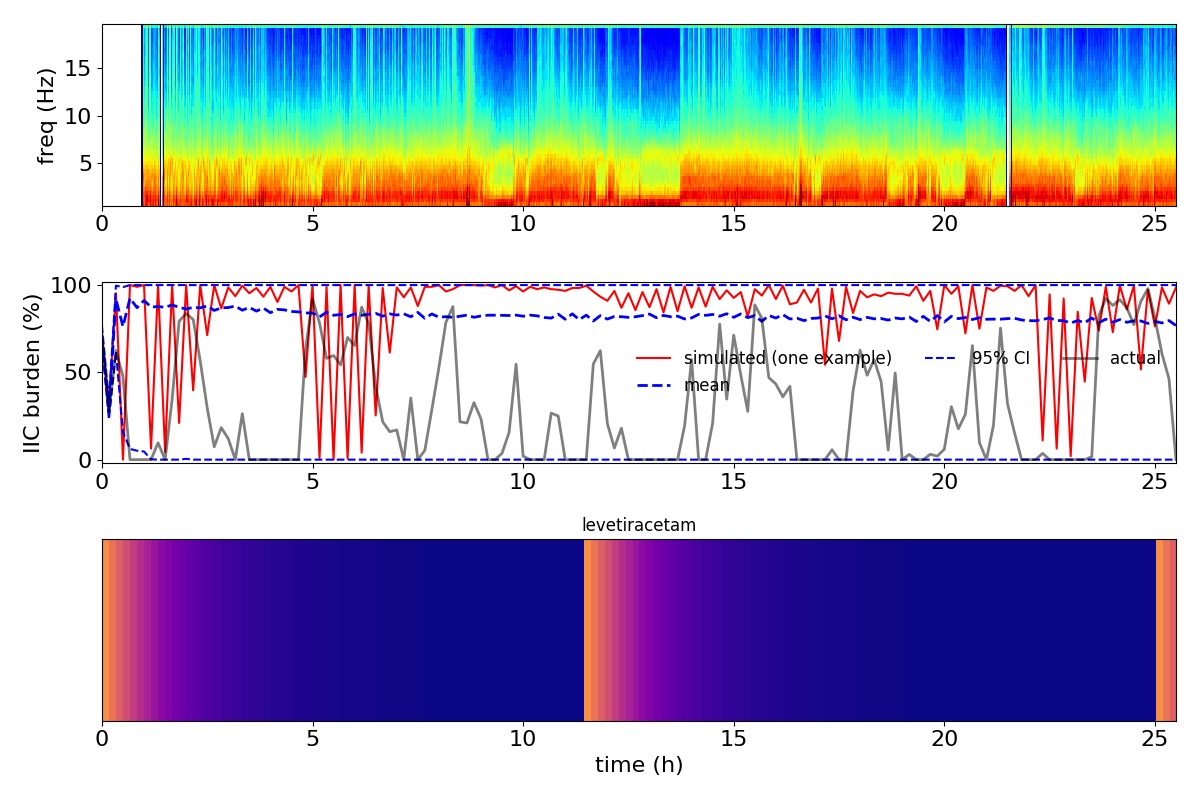 freq (Hz)
15
10
5
0 5 10 15 20 25
IIC burden (%)
100
50
0
simulated (one example) 95% CI actual
mean
0 5 10 15 20 25
levetiracetam
0 5 10 15 20 25
time (h)